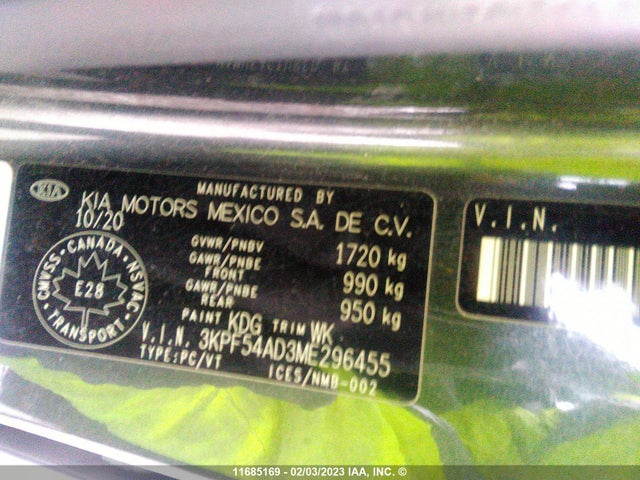 KIA
MANUFACTURED BY
KIA MOTORS MEXICO S.A. DE C.V.
10/20
GVWR/PNBV 1720 kg
GAWR/PNBE FRONT 990 kg
GAWR/PNBE REAR 950 kg
PAINT KDG TRIM WK
V.I.N. 3KPF54AD3ME296455
TYPE:PC/VT ICES/NMB-002
CANADA
CMVSS NSVAC
E28
TRANSPORT
V.I.N.
11685169 - 02/03/2023 IAA, INC. ©